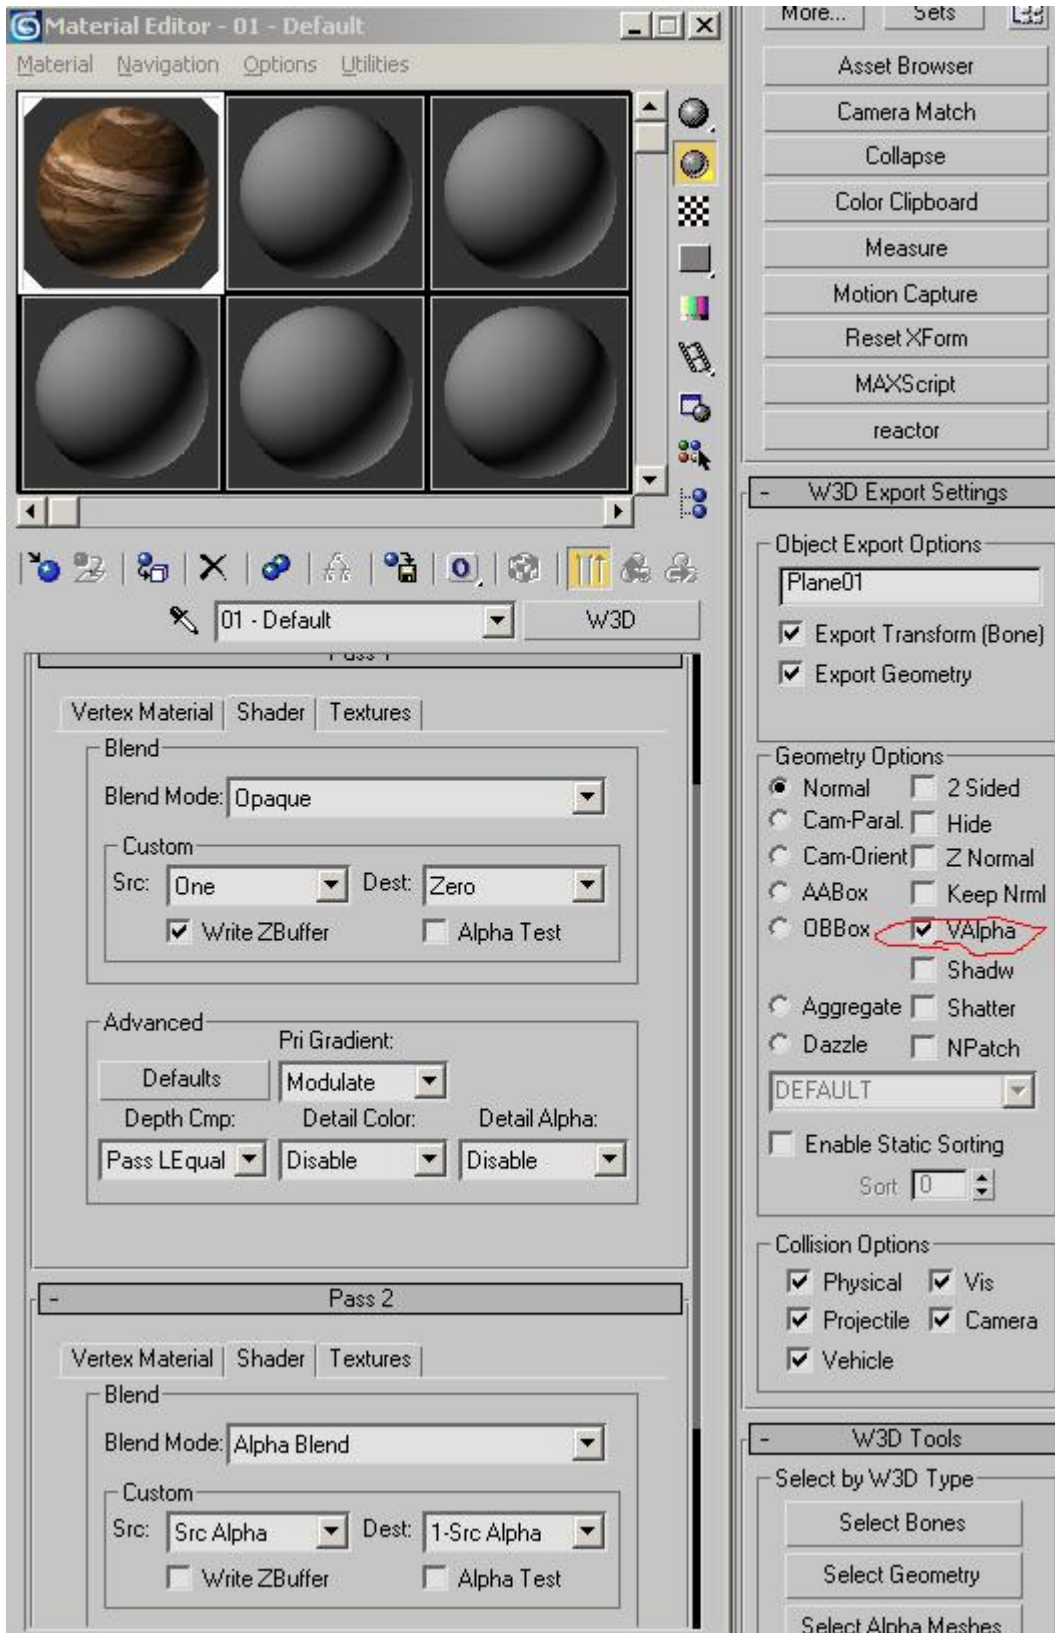 Material Editor - 01 - Default
Material Navigation Options Utilities
01 - Default W3D
Pass 1
Vertex Material Shader Textures
Blend
Blend Mode: Opaque
Custom
Src: One Dest: Zero
Write ZBuffer Alpha Test
Advanced
Pri Gradient:
Defaults Modulate
Depth Cmp: Detail Color: Detail Alpha:
Pass LEqual Disable Disable
- Pass 2
Vertex Material Shader Textures
Blend
Blend Mode: Alpha Blend
Custom
Src: Src Alpha Dest: 1-Src Alpha
Write ZBuffer Alpha Test
More... Sets
Asset Browser
Camera Match
Collapse
Color Clipboard
Measure
Motion Capture
Reset XForm
MAXScript
reactor
- W3D Export Settings
Object Export Options
Plane01
Export Transform (Bone)
Export Geometry
Geometry Options
Normal 2 Sided
Cam-Paral. Hide
Cam-Orient Z Normal
AABox Keep Nrml
OBBox VAlpha
Shadw
Aggregate Shatter
Dazzle NPatch
DEFAULT
Enable Static Sorting
Sort 0
Collision Options
Physical Vis
Projectile Camera
Vehicle
- W3D Tools
Select by W3D Type
Select Bones
Select Geometry
Select Alpha Meshes